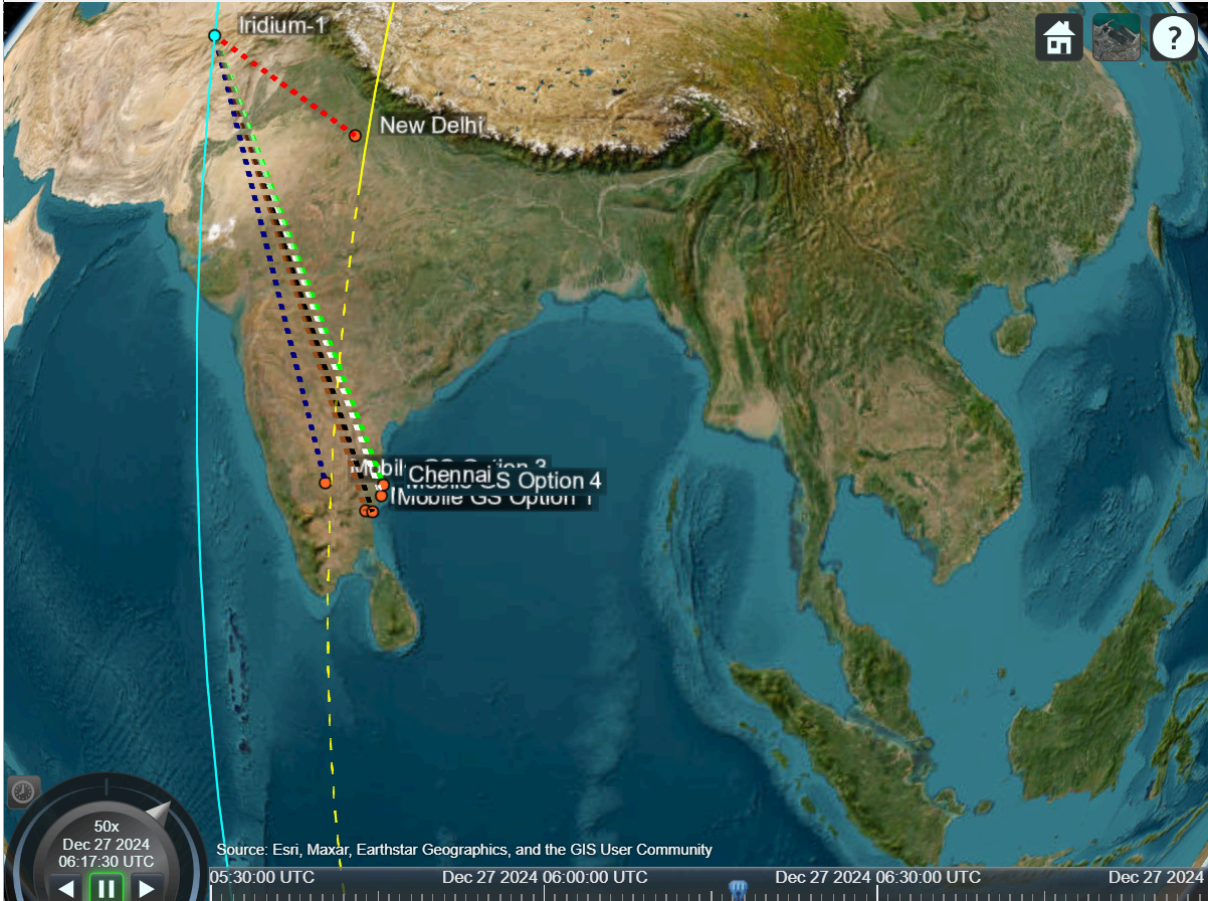 Iridium-1
?
New Delhi
Chennai
Option 4
Mobile GS Option 1
50x
Dec 27 2024
06:17:30 UTC
Source: Esri, Maxar, Earthstar Geographics, and the GIS User Community
05:30:00 UTC
Dec 27 2024 06:00:00 UTC
Dec 27 2024 06:30:00 UTC
Dec 27 2024